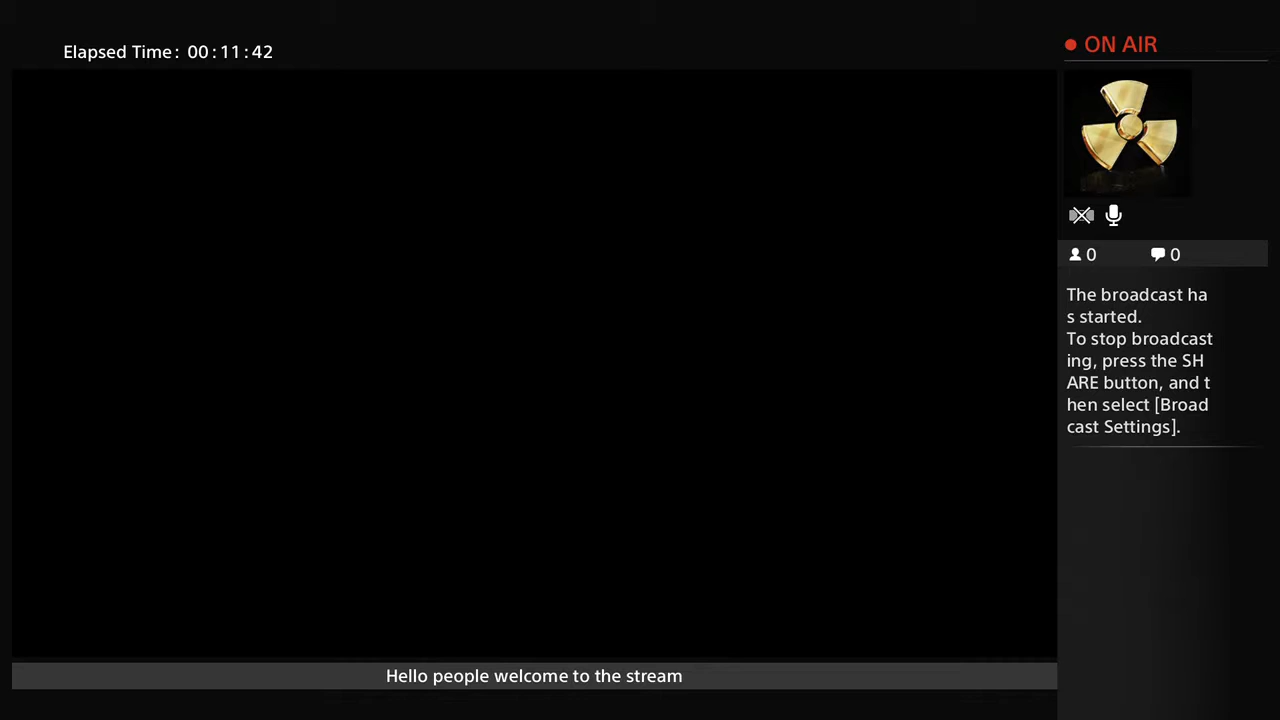 Elapsed Time: 00:11:42
ON AIR
0 0
The broadcast ha
s started.
To stop broadcast
ing, press the SH
ARE button, and t
hen select [Broad
cast Settings].
Hello people welcome to the stream